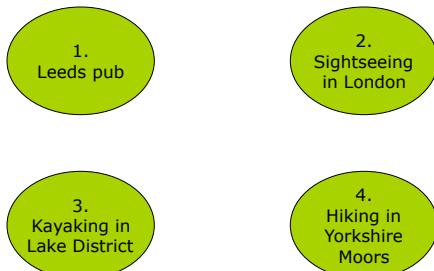 1.
Leeds pub
2.
Sightseeing
in London
3.
Kayaking in
Lake District
4.
Hiking in
Yorkshire
Moors